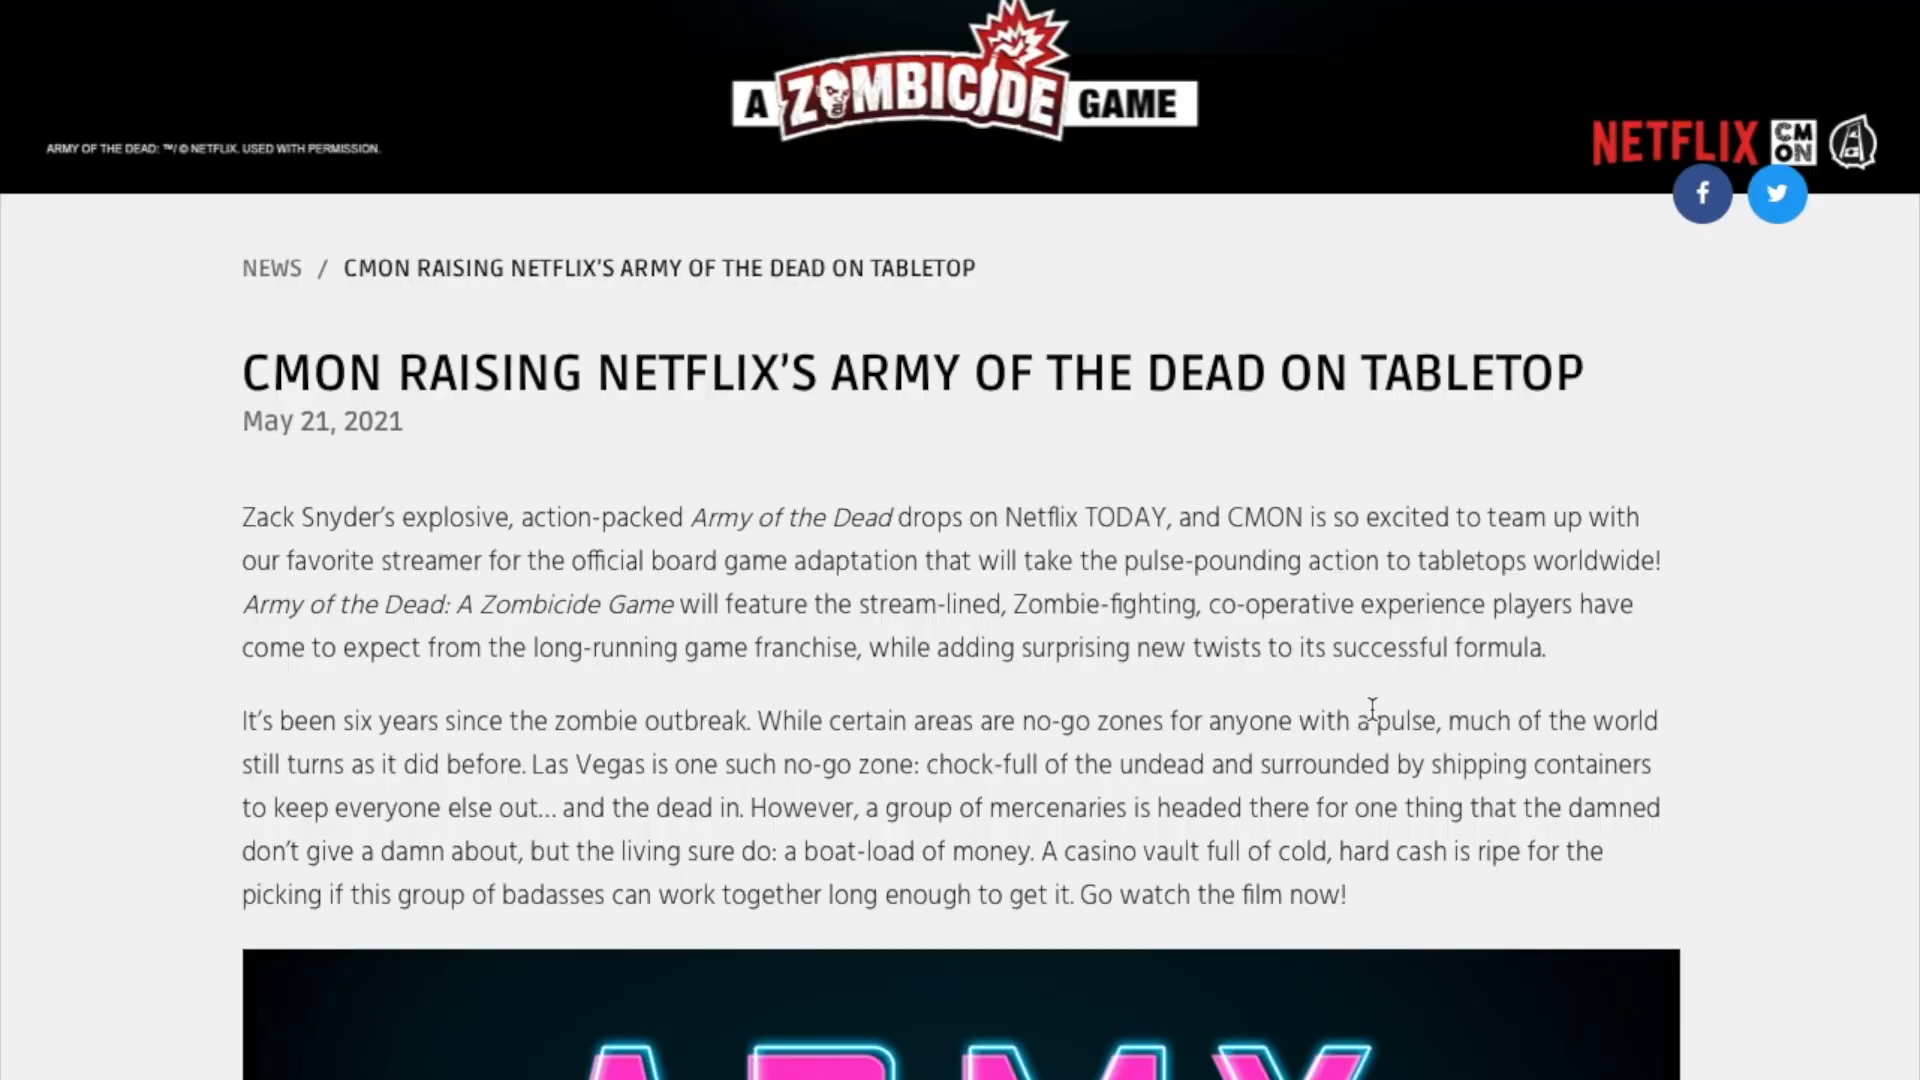 A ZOMBICIDE GAME
ARMY OF THE DEAD: ™/ © NETFLIX. USED WITH PERMISSION.
NETFLIX CMON
NEWS / CMON RAISING NETFLIX’S ARMY OF THE DEAD ON TABLETOP
CMON RAISING NETFLIX’S ARMY OF THE DEAD ON TABLETOP
May 21, 2021
Zack Snyder’s explosive, action-packed Army of the Dead drops on Netflix TODAY, and CMON is so excited to team up with
our favorite streamer for the official board game adaptation that will take the pulse-pounding action to tabletops worldwide!
Army of the Dead: A Zombicide Game will feature the stream-lined, Zombie-fighting, co-operative experience players have
come to expect from the long-running game franchise, while adding surprising new twists to its successful formula.
It’s been six years since the zombie outbreak. While certain areas are no-go zones for anyone with a pulse, much of the world
still turns as it did before. Las Vegas is one such no-go zone: chock-full of the undead and surrounded by shipping containers
to keep everyone else out... and the dead in. However, a group of mercenaries is headed there for one thing that the damned
don’t give a damn about, but the living sure do: a boat-load of money. A casino vault full of cold, hard cash is ripe for the
picking if this group of badasses can work together long enough to get it. Go watch the film now!
ARMY